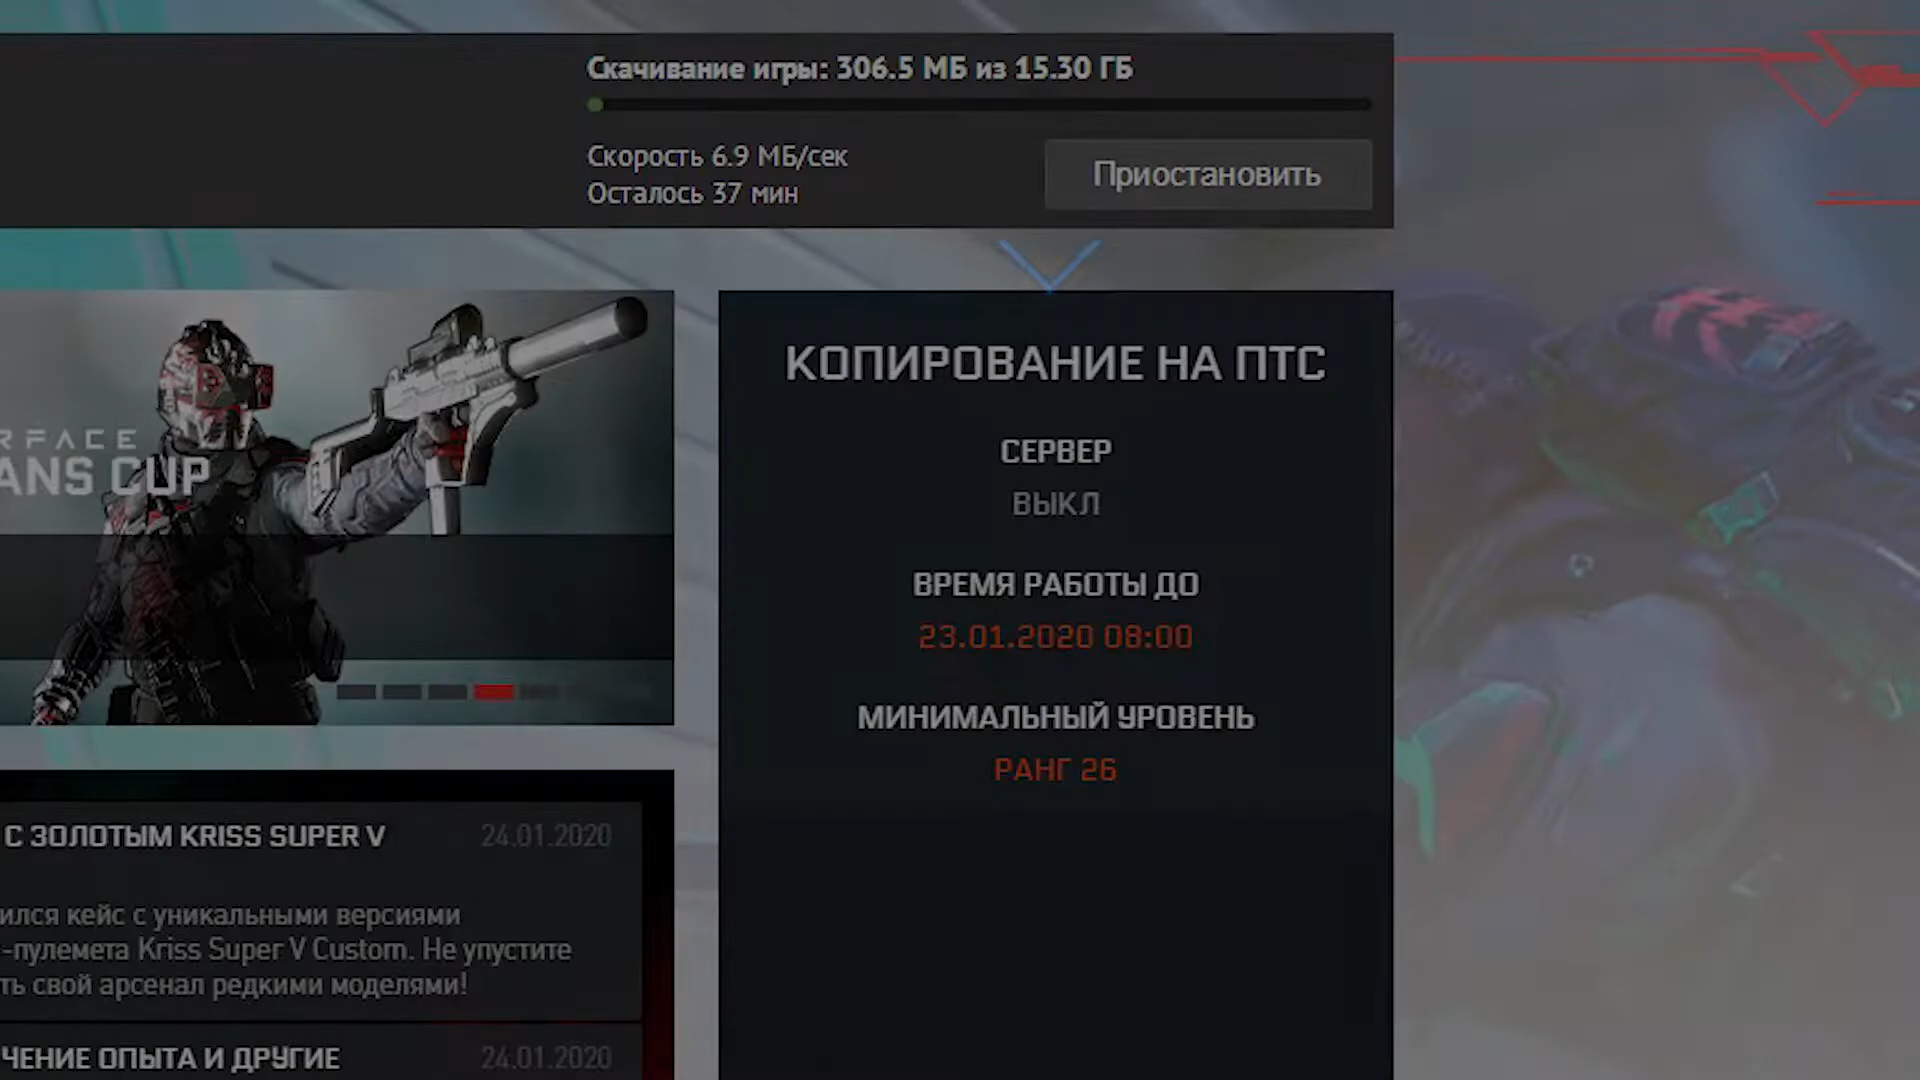 Скачивание игры: 306.5 МБ из 15.30 ГБ
Скорость 6.9 МБ/сек
Осталось 37 мин
Приостановить
RFACE
ANS CUP
КОПИРОВАНИЕ НА ПТС
СЕРВЕР
ВЫКЛ
ВРЕМЯ РАБОТЫ ДО
23.01.2020 08:00
МИНИМАЛЬНЫЙ УРОВЕНЬ
РАНГ 26
С ЗОЛОТЫМ KRISS SUPER V 24.01.2020
ился кейс с уникальными версиями
-пулемета Kriss Super V Custom. Не упустите
ть свой арсенал редкими моделями!
ЧЕНИЕ ОПЫТА И ДРУГИЕ 24.01.2020